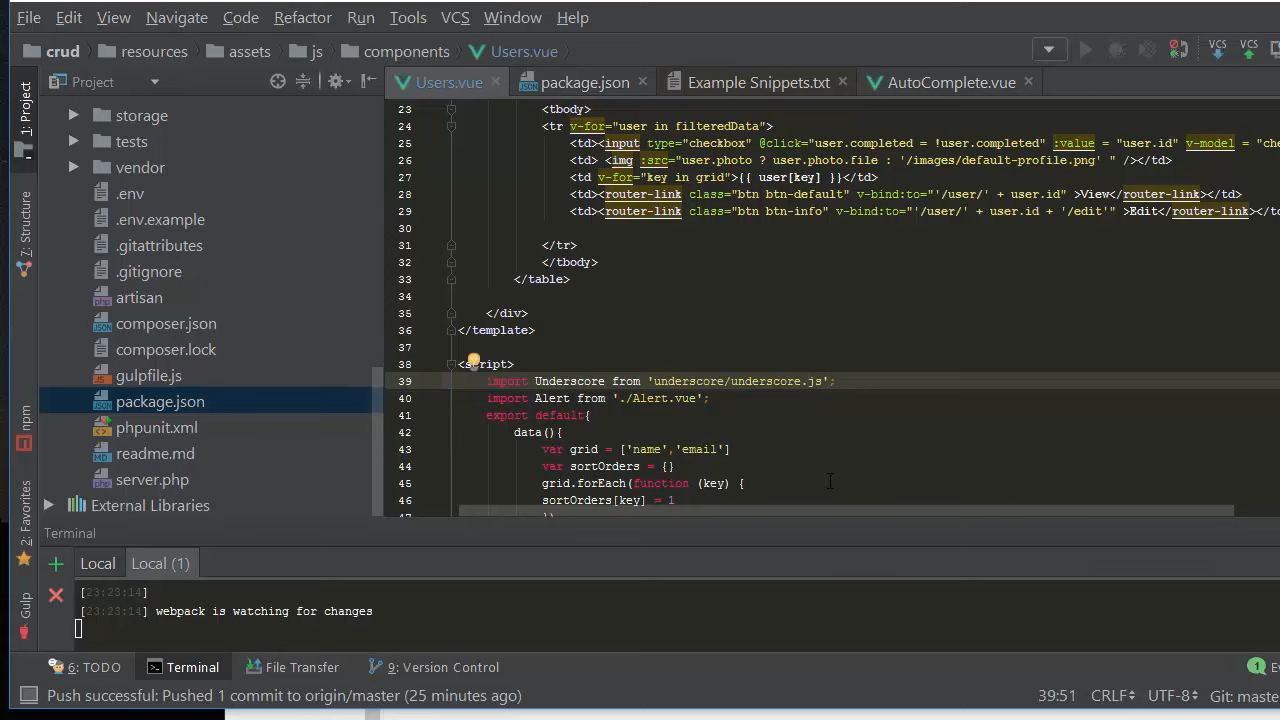 File Edit View Navigate Code Refactor Run Tools VCS Window Help
crud resources assets js components Users.vue
VCS VCS
1: Project
Z: Structure
npm
2: Favorites
Gulp
Project
storage
tests
vendor
.env
.env.example
.gitattributes
.gitignore
artisan
composer.json
composer.lock
gulpfile.js
package.json
phpunit.xml
readme.md
server.php
External Libraries
Users.vue package.json Example Snippets.txt AutoComplete.vue
23 <tbody>
24 <tr v-for="user in filteredData">
25 <td><input type="checkbox" @click="user.completed = !user.completed" :value = "user.id" v-model = "che
26 <td> <img :src="user.photo ? user.photo.file : '/images/default-profile.png' " /></td>
27 <td v-for="key in grid">{{ user[key] }}</td>
28 <td><router-link class="btn btn-default" v-bind:to="'/user/' + user.id" >View</router-link></td>
29 <td><router-link class="btn btn-info" v-bind:to="'/user/' + user.id + '/edit'" >Edit</router-link></td
30
31 </tr>
32 </tbody>
33 </table>
34
35 </div>
36 </template>
37
38 <script>
39 import Underscore from 'underscore/underscore.js';
40 import Alert from './Alert.vue';
41 export default{
42 data(){
43 var grid = ['name','email']
44 var sortOrders = {}
45 grid.forEach(function (key) {
46 sortOrders[key] = 1
47 })
Terminal
Local Local (1)
[23:23:14]
[23:23:14] webpack is watching for changes
6: TODO Terminal File Transfer 9: Version Control 1 E
Push successful: Pushed 1 commit to origin/master (25 minutes ago) 39:51 CRLF UTF-8 Git: maste